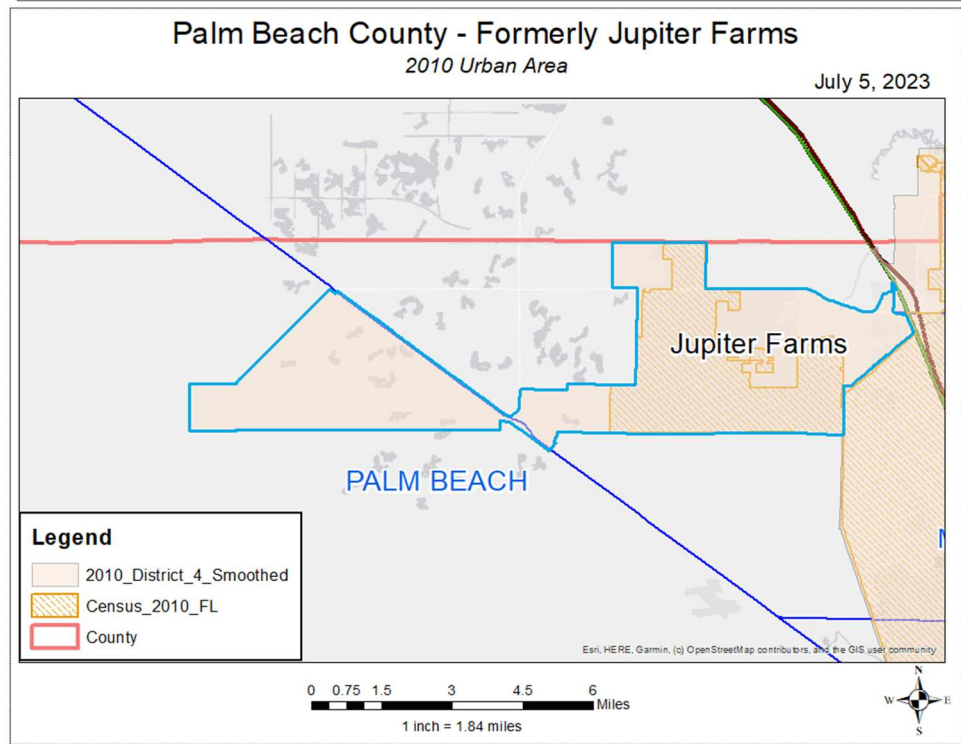 Palm Beach County - Formerly Jupiter Farms
2010 Urban Area
July 5, 2023
Jupiter Farms
PALM BEACH
Legend
2010_District_4_Smoothed
Census_2010_FL
County
Esri, HERE, Garmin, (c) OpenStreetMap contributors, and the GIS user community
0 0.75 1.5 3 4.5 6
Miles
1 inch = 1.84 miles
N
W E
S